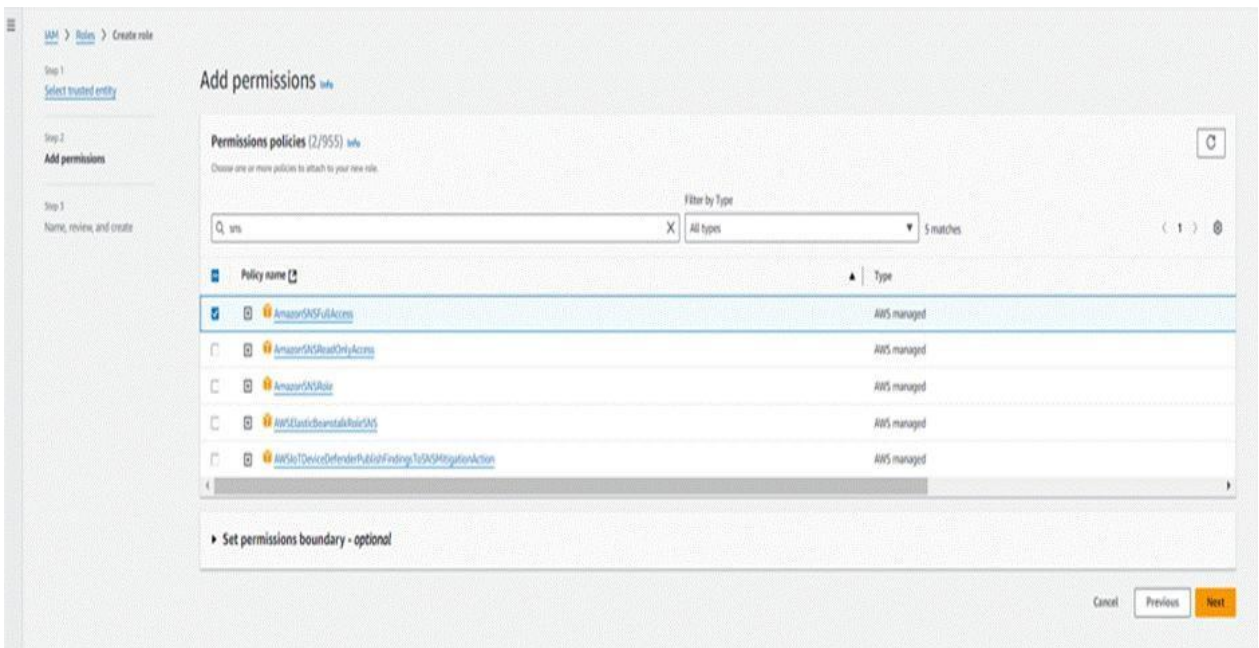 IAM > Roles > Create role
Step 1
Select trusted entity
Step 2
Add permissions
Step 3
Name, review, and create
Add permissions Info
Permissions policies (2/955) Info
Choose one or more policies to attach to your new role.
Filter by Type
sns
All types
5 matches
1
Policy name
Type
AmazonSNSFullAccess AWS managed
AmazonSNSReadOnlyAccess AWS managed
AmazonSNSRole AWS managed
AWSElasticBeanstalkRoleSNS AWS managed
AWSIoTDeviceDefenderPublishFindingsToSNSMitigationAction AWS managed
Set permissions boundary - optional
Cancel Previous Next